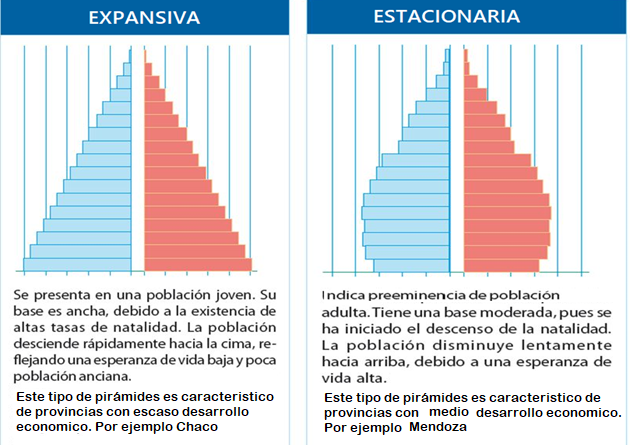 EXPANSIVA
Se presenta en una población joven. Su
base es ancha, debido a la existencia de
altas tasas de natalidad. La población
desciende rápidamente hacia la cima, re-
flejando una esperanza de vida baja y poca
población anciana.
Este tipo de pirámides es caracteristico
de provincias con escaso desarrollo
economico. Por ejemplo Chaco
ESTACIONARIA
Indica preeminencia de población
adulta. Tiene una base moderada, pues se
ha iniciado el descenso de la natalidad.
La población disminuye lentamente
hacia arriba, debido a una esperanza de
vida alta.
Este tipo de pirámides es caracteristico de
provincias con medio desarrollo economico.
Por ejemplo Mendoza